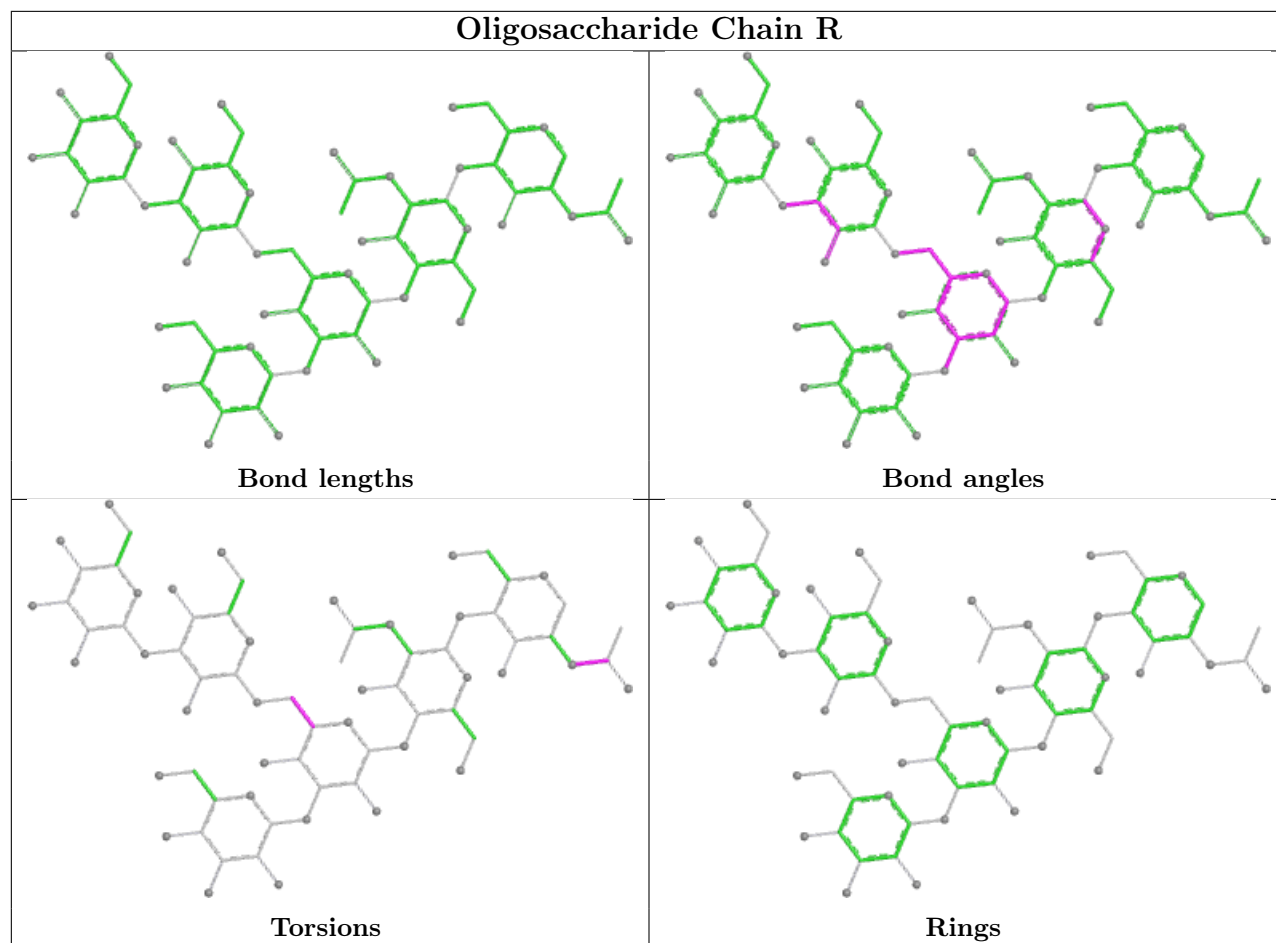 Oligosaccharide Chain R
Bond lengths
Bond angles
Torsions
Rings